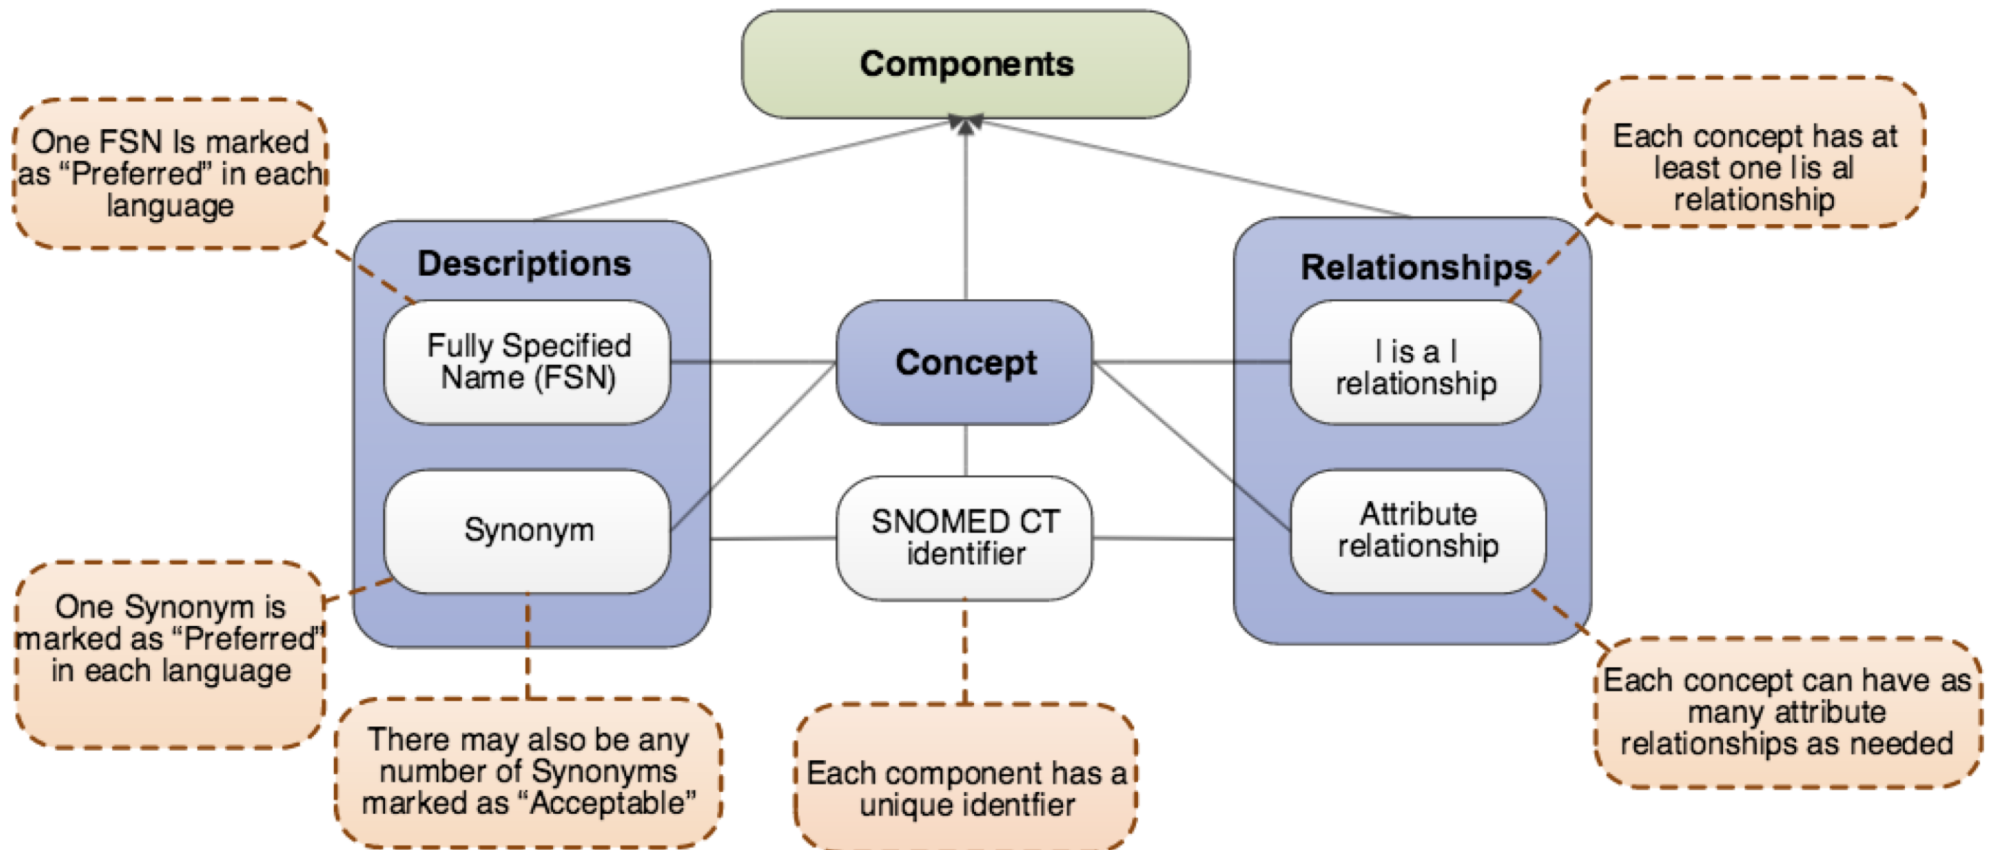 Components
One FSN Is marked
as “Preferred” in each
language
Each concept has at
least one lis al
relationship
Descriptions
Relationships
Fully Specified
Name (FSN)
Concept
l is a l
relationship
Synonym
SNOMED CT
identifier
Attribute
relationship
One Synonym is
marked as “Preferred”
in each language
There may also be any
number of Synonyms
marked as “Acceptable”
Each component has a
unique identfier
Each concept can have as
many attribute
relationships as needed